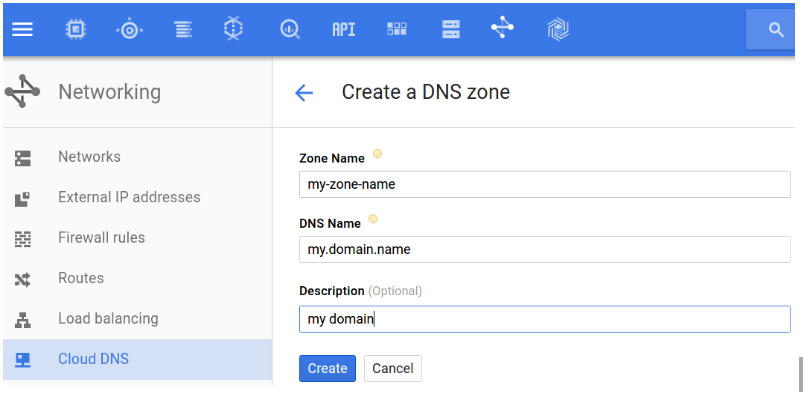 API
Networking
Create a DNS zone
Networks
External IP addresses
Firewall rules
Routes
Load balancing
Cloud DNS
Zone Name
my-zone-name
DNS Name
my.domain.name
Description (Optional)
my domain
Create
Cancel